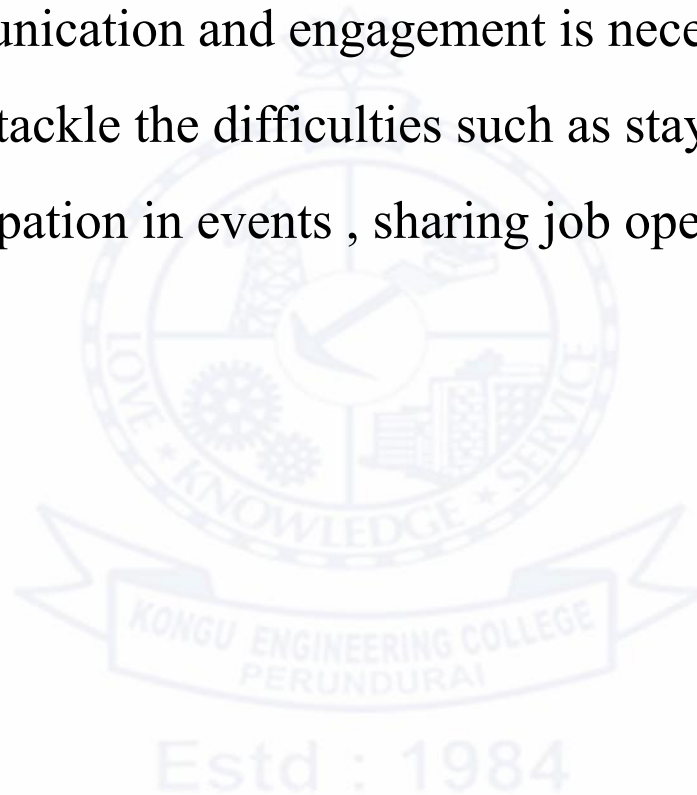 unication and engagement is nece
tackle the difficulties such as stay
pation in events , sharing job ope
LOVE * KNOWLEDGE * SERVICE
KONGU ENGINEERING COLLEGE
PERUNDURAI
Estd : 1984